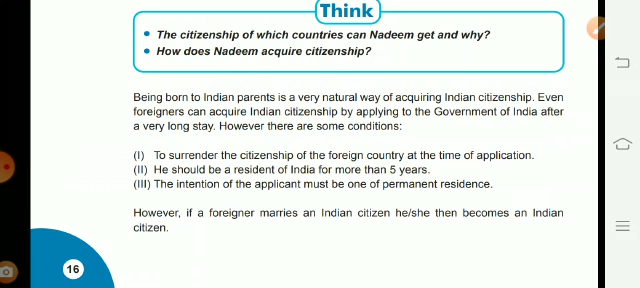 Think
• The citizenship of which countries can Nadeem get and why?
• How does Nadeem acquire citizenship?
Being born to Indian parents is a very natural way of acquiring Indian citizenship. Even
foreigners can acquire Indian citizenship by applying to the Government of India after
a very long stay. However there are some conditions:
(I) To surrender the citizenship of the foreign country at the time of application.
(II) He should be a resident of India for more than 5 years.
(III) The intention of the applicant must be one of permanent residence.
However, if a foreigner marries an Indian citizen he/she then becomes an Indian
citizen.
16